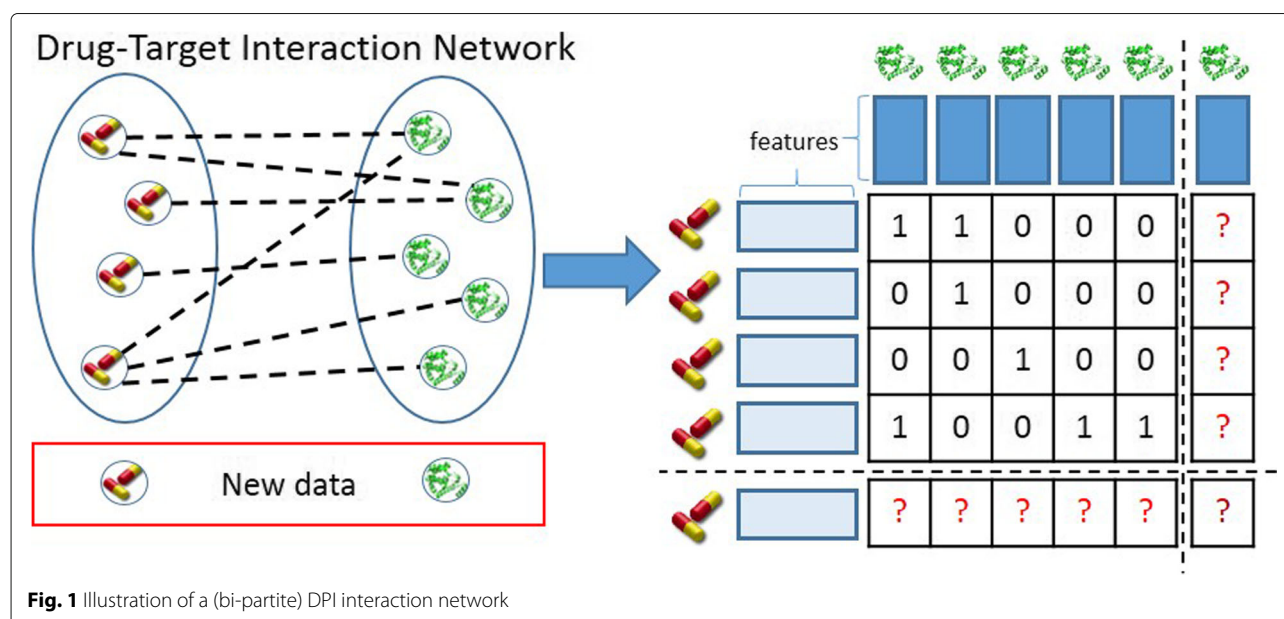 Drug-Target Interaction Network
New data
features
1 1 0 0 0 ?
0 1 0 0 0 ?
0 0 1 0 0 ?
1 0 0 1 1 ?
? ? ? ? ? ?
Fig. 1 Illustration of a (bi-partite) DPI interaction network